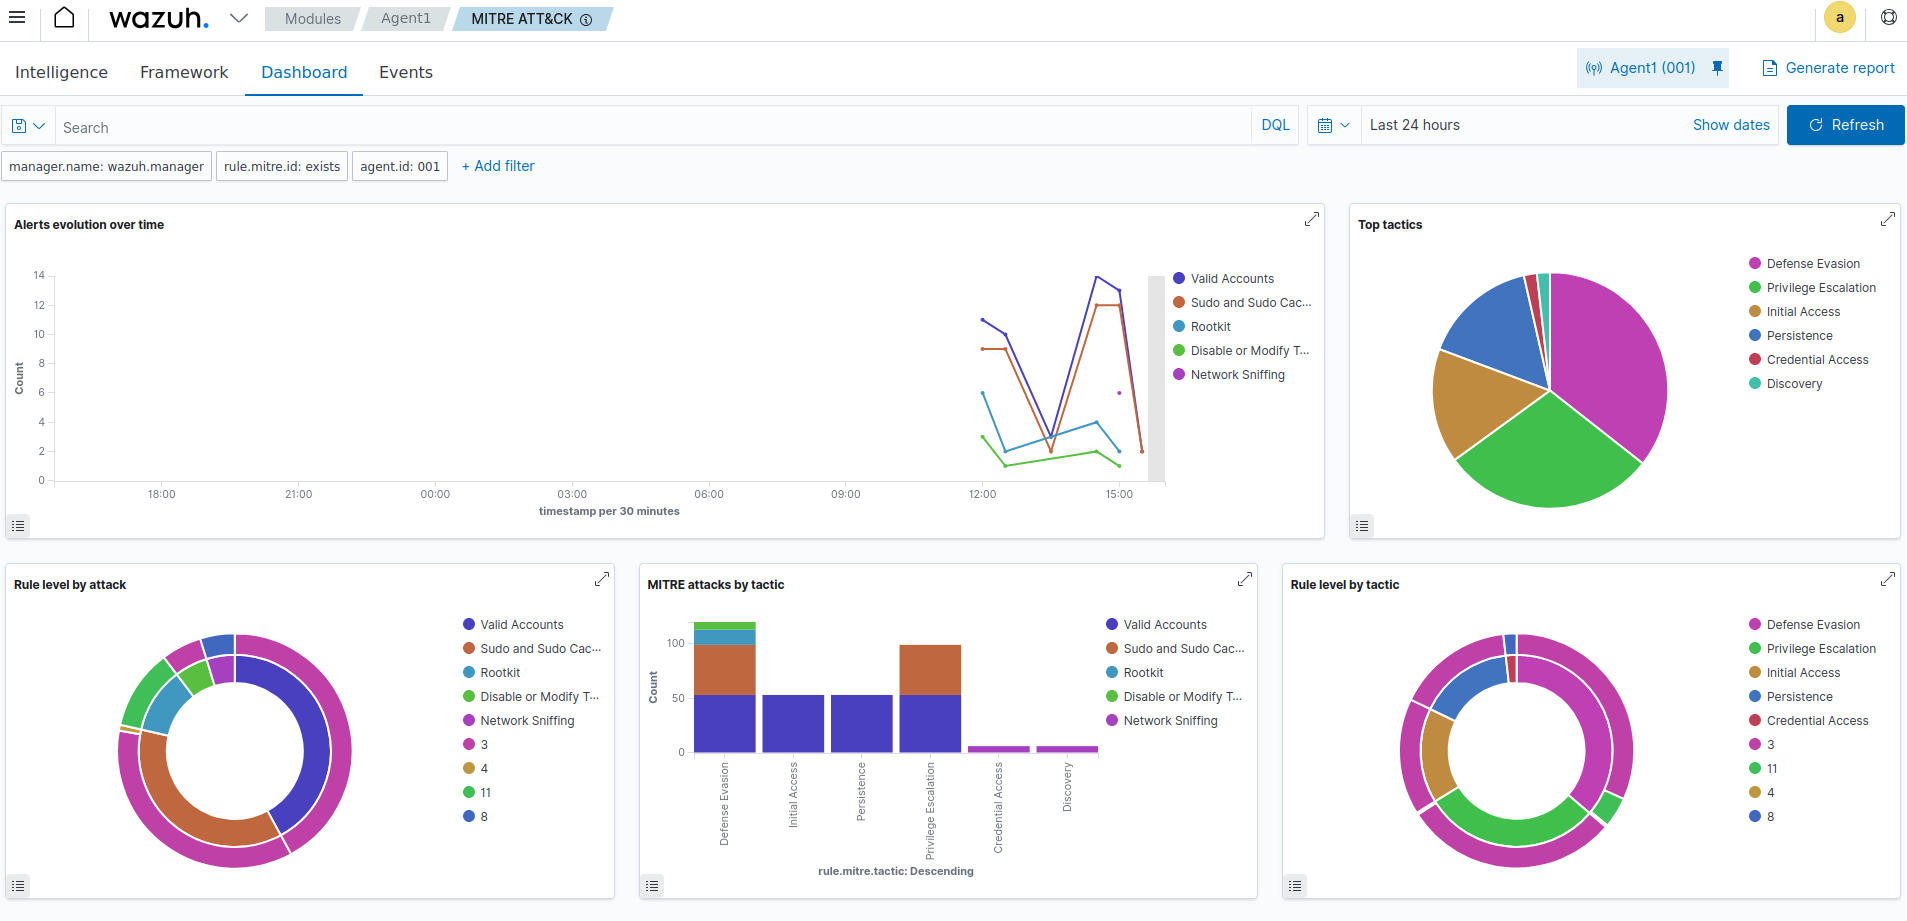 wazuh.
Modules
Agent1
MITRE ATT&CK
a
Intelligence
Framework
Dashboard
Events
Agent1 (001)
Generate report
Search
DQL
Last 24 hours
Show dates
Refresh
manager.name: wazuh.manager
rule.mitre.id: exists
agent.id: 001
+ Add filter
Alerts evolution over time
14
12
10
8
6
4
2
0
Count
18:00
21:00
00:00
03:00
06:00
09:00
12:00
15:00
timestamp per 30 minutes
Valid Accounts
Sudo and Sudo Cac...
Rootkit
Disable or Modify T...
Network Sniffing
Top tactics
Defense Evasion
Privilege Escalation
Initial Access
Persistence
Credential Access
Discovery
Rule level by attack
Valid Accounts
Sudo and Sudo Cac...
Rootkit
Disable or Modify T...
Network Sniffing
3
4
11
8
MITRE attacks by tactic
100
50
0
Count
Defense Evasion
Initial Access
Persistence
Privilege Escalation
Credential Access
Discovery
rule.mitre.tactic: Descending
Valid Accounts
Sudo and Sudo Cac...
Rootkit
Disable or Modify T...
Network Sniffing
Rule level by tactic
Defense Evasion
Privilege Escalation
Initial Access
Persistence
Credential Access
3
11
4
8